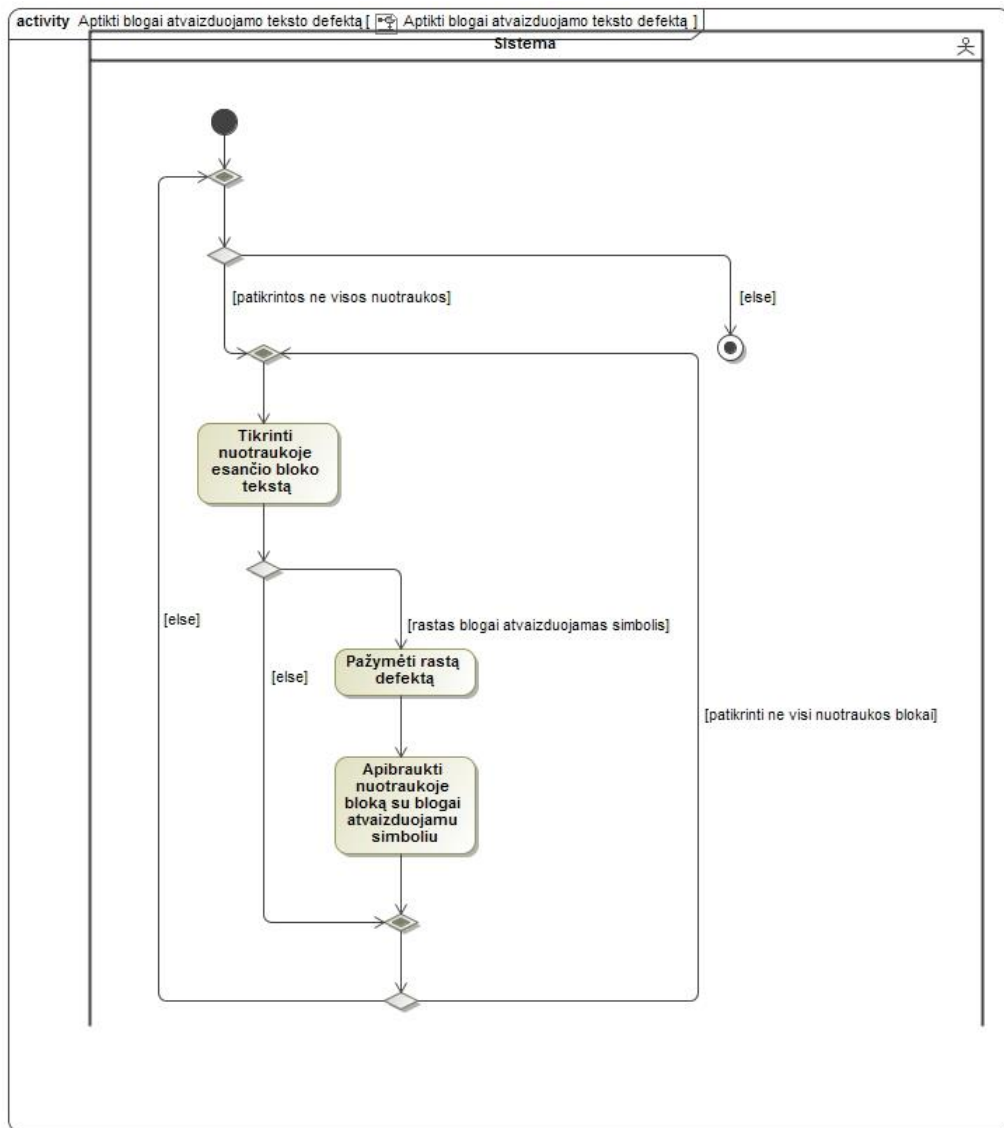 activity Aptikti blogai atvaizduojamo teksto defektą [ Aptikti blogai atvaizduojamo teksto defektą ]
Sistema
[patikrintos ne visos nuotraukos]
[else]
Tikrinti
nuotraukoje
esančio bloko
tekstą
[else]
[rastas blogai atvaizduojamas simbolis]
[else]
Pažymėti rastą
defektą
[patikrinti ne visi nuotraukos blokai]
Apibraukti
nuotraukoje
bloką su blogai
atvaizduojamu
simboliu